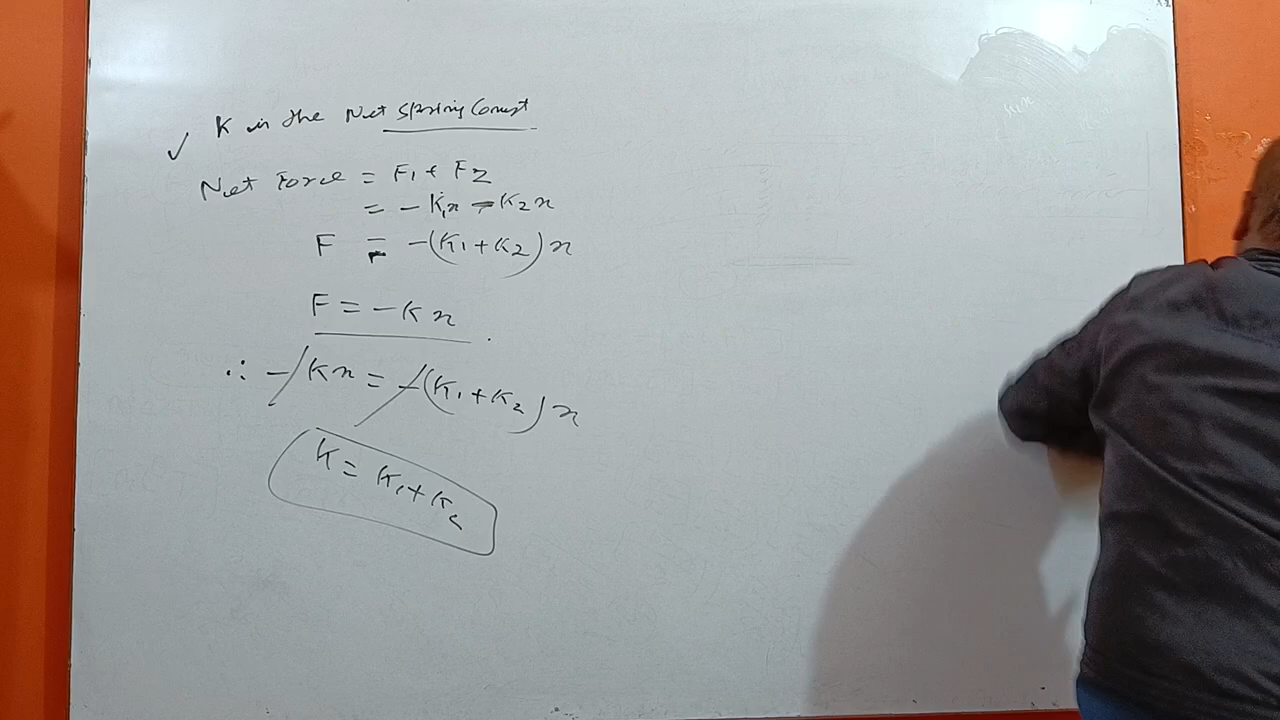 ✓ K is the Net Spring Const
Net Force = F1 + F2
= - K1x - K2x
F = -(K1+K2)x
F = -Kx
∴ -Kx = -(K1+K2)x
K = K1+K2